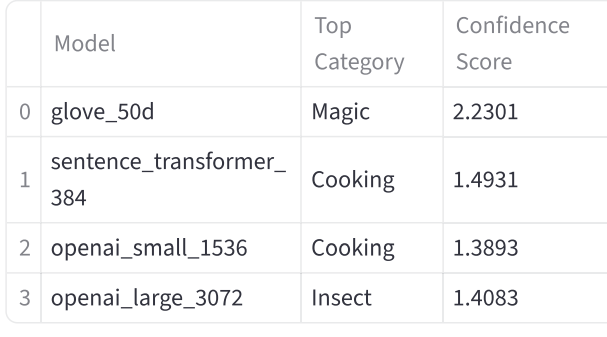 Model Top Category Confidence Score
0 glove_50d Magic 2.2301
1 sentence_transformer_384 Cooking 1.4931
2 openai_small_1536 Cooking 1.3893
3 openai_large_3072 Insect 1.4083